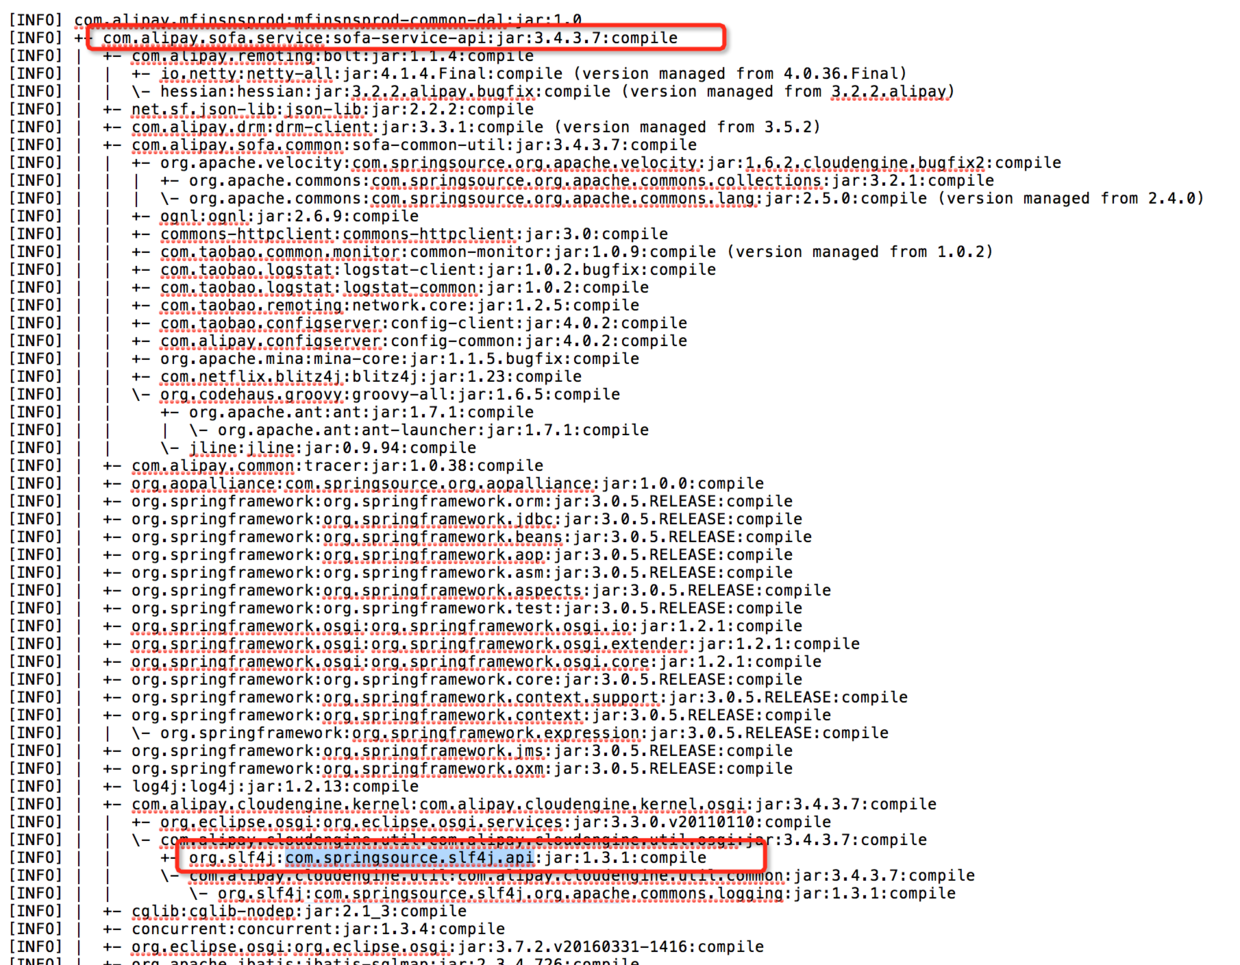 [INFO] com.alipay.mfinsnsprod:mfinsnsprod-common-dal:jar:1.0
[INFO] +- com.alipay.sofa.service:sofa-service-api:jar:3.4.3.7:compile
[INFO] |  +- com.alipay.remoting:bolt:jar:1.1.4:compile
[INFO] |  |  +- io.netty:netty-all:jar:4.1.4.Final:compile (version managed from 4.0.36.Final)
[INFO] |  |  \- hessian:hessian:jar:3.2.2.alipay.bugfix:compile (version managed from 3.2.2.alipay)
[INFO] |  +- net.sf.json-lib:json-lib:jar:2.2.2:compile
[INFO] |  +- com.alipay.drm:drm-client:jar:3.3.1:compile (version managed from 3.5.2)
[INFO] |  +- com.alipay.sofa.common:sofa-common-util:jar:3.4.3.7:compile
[INFO] |  |  +- org.apache.velocity:com.springsource.org.apache.velocity:jar:1.6.2.cloudengine.bugfix2:compile
[INFO] |  |  |  +- org.apache.commons:com.springsource.org.apache.commons.collections:jar:3.2.1:compile
[INFO] |  |  |  \- org.apache.commons:com.springsource.org.apache.commons.lang:jar:2.5.0:compile (version managed from 2.4.0)
[INFO] |  |  +- ognl:ognl:jar:2.6.9:compile
[INFO] |  |  +- commons-httpclient:commons-httpclient:jar:3.0:compile
[INFO] |  |  +- com.taobao.common.monitor:common-monitor:jar:1.0.9:compile (version managed from 1.0.2)
[INFO] |  |  +- com.taobao.logstat:logstat-client:jar:1.0.2.bugfix:compile
[INFO] |  |  +- com.taobao.logstat:logstat-common:jar:1.0.2:compile
[INFO] |  |  +- com.taobao.remoting:network.core:jar:1.2.5:compile
[INFO] |  |  +- com.taobao.configserver:config-client:jar:4.0.2:compile
[INFO] |  |  +- com.alipay.configserver:config-common:jar:4.0.2:compile
[INFO] |  |  +- org.apache.mina:mina-core:jar:1.1.5.bugfix:compile
[INFO] |  |  +- com.netflix.blitz4j:blitz4j:jar:1.23:compile
[INFO] |  |  \- org.codehaus.groovy:groovy-all:jar:1.6.5:compile
[INFO] |  |     +- org.apache.ant:ant:jar:1.7.1:compile
[INFO] |  |     |  \- org.apache.ant:ant-launcher:jar:1.7.1:compile
[INFO] |  |     \- jline:jline:jar:0.9.94:compile
[INFO] |  +- com.alipay.common:tracer:jar:1.0.38:compile
[INFO] |  +- org.aopalliance:com.springsource.org.aopalliance:jar:1.0.0:compile
[INFO] |  +- org.springframework:org.springframework.orm:jar:3.0.5.RELEASE:compile
[INFO] |  +- org.springframework:org.springframework.jdbc:jar:3.0.5.RELEASE:compile
[INFO] |  +- org.springframework:org.springframework.beans:jar:3.0.5.RELEASE:compile
[INFO] |  +- org.springframework:org.springframework.aop:jar:3.0.5.RELEASE:compile
[INFO] |  +- org.springframework:org.springframework.asm:jar:3.0.5.RELEASE:compile
[INFO] |  +- org.springframework:org.springframework.aspects:jar:3.0.5.RELEASE:compile
[INFO] |  +- org.springframework:org.springframework.test:jar:3.0.5.RELEASE:compile
[INFO] |  +- org.springframework.osgi:org.springframework.osgi.io:jar:1.2.1:compile
[INFO] |  +- org.springframework.osgi:org.springframework.osgi.extender:jar:1.2.1:compile
[INFO] |  +- org.springframework.osgi:org.springframework.osgi.core:jar:1.2.1:compile
[INFO] |  +- org.springframework:org.springframework.core:jar:3.0.5.RELEASE:compile
[INFO] |  +- org.springframework:org.springframework.context.support:jar:3.0.5.RELEASE:compile
[INFO] |  +- org.springframework:org.springframework.context:jar:3.0.5.RELEASE:compile
[INFO] |  |  \- org.springframework:org.springframework.expression:jar:3.0.5.RELEASE:compile
[INFO] |  +- org.springframework:org.springframework.jms:jar:3.0.5.RELEASE:compile
[INFO] |  +- org.springframework:org.springframework.oxm:jar:3.0.5.RELEASE:compile
[INFO] |  +- log4j:log4j:jar:1.2.13:compile
[INFO] |  +- com.alipay.cloudengine.kernel:com.alipay.cloudengine.kernel.osgi:jar:3.4.3.7:compile
[INFO] |  |  +- org.eclipse.osgi:org.eclipse.osgi.services:jar:3.3.0.v20110110:compile
[INFO] |  |  \- com.alipay.cloudengine.util:com.alipay.cloudengine.util.osgi:jar:3.4.3.7:compile
[INFO] |  |     +- org.slf4j:com.springsource.slf4j.api:jar:1.3.1:compile
[INFO] |  |     \- com.alipay.cloudengine.util:com.alipay.cloudengine.util.common:jar:3.4.3.7:compile
[INFO] |  |        \- org.slf4j:com.springsource.slf4j.org.apache.commons.logging:jar:1.3.1:compile
[INFO] |  +- cglib:cglib-nodep:jar:2.1_3:compile
[INFO] |  +- concurrent:concurrent:jar:1.3.4:compile
[INFO] |  +- org.eclipse.osgi:org.eclipse.osgi:jar:3.7.2.v20160331-1416:compile
[INFO] |  +- org.apache.ibatis:ibatis-sqlmap:jar:2.3.4.726:compile